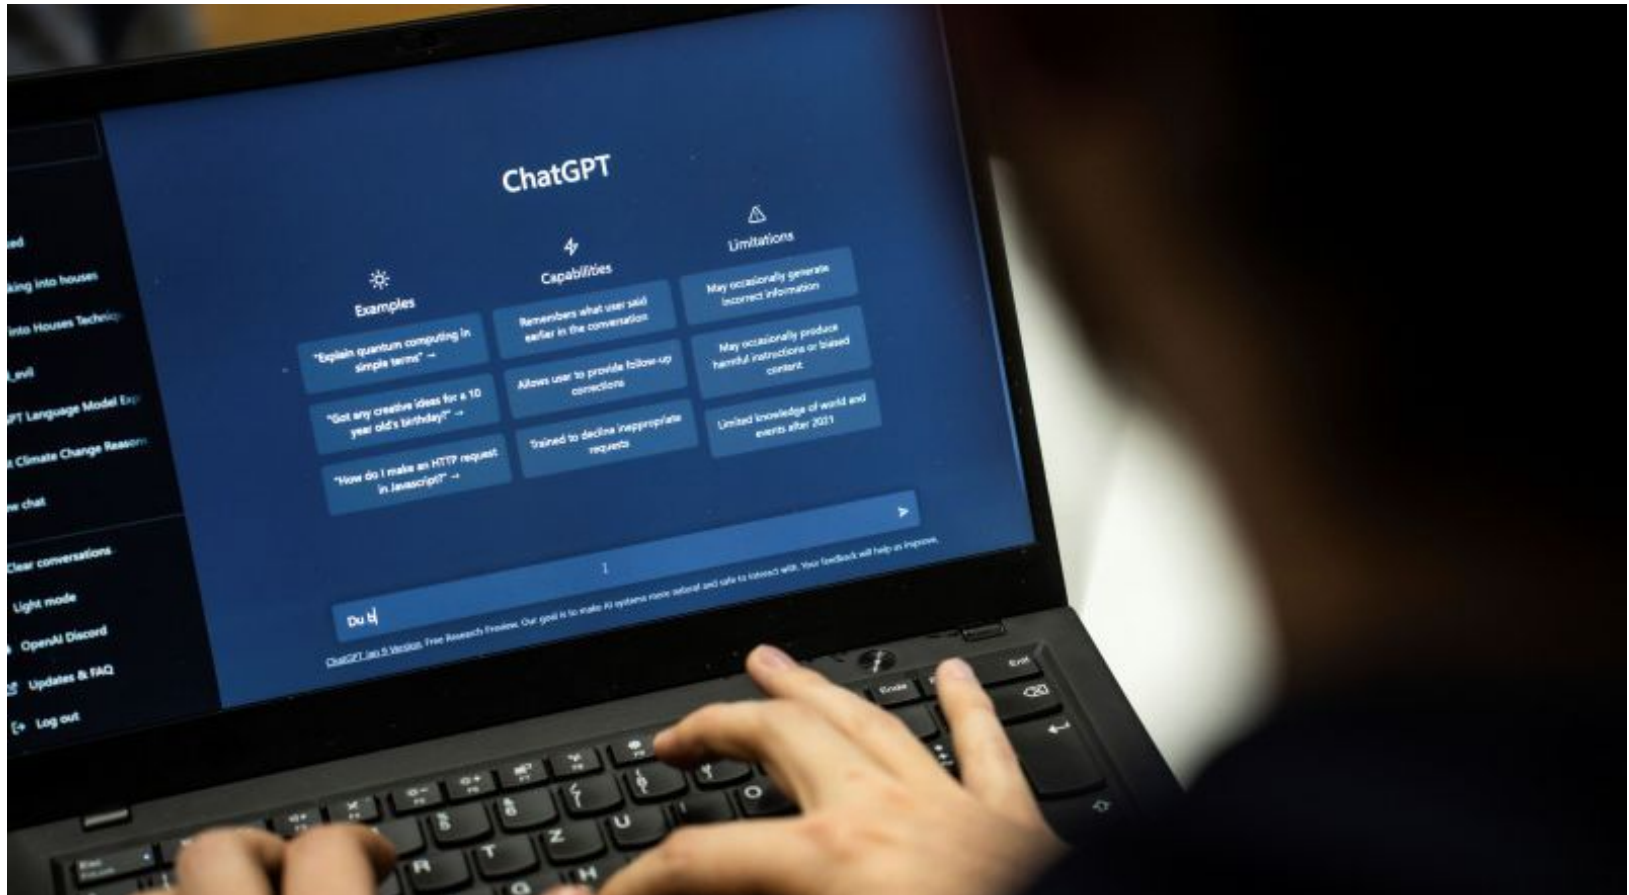 king into houses
into Houses Techniq
evil
PT Language Model Exp
t Climate Change Reason
w chat
Clear conversations
Light mode
OpenAI Discord
Updates & FAQ
Log out
ChatGPT
Examples
"Explain quantum computing in
simple terms" →
"Got any creative ideas for a 10
year old's birthday?" →
"How do I make an HTTP request
in Javascript?" →
Capabilities
Remembers what user said
earlier in the conversation
Allows user to provide follow-up
corrections
Trained to decline inappropriate
requests
Limitations
May occasionally generate
incorrect information
May occasionally produce
harmful instructions or biased
content
Limited knowledge of world and
events after 2021
Du b
ChatGPT Jan 9 Version. Free Research Preview. Our goal is to make AI systems more natural and safe to interact with. Your feedback will help us improve.
Ende
Entf
Esc
R
T
Z
U
O
G
H